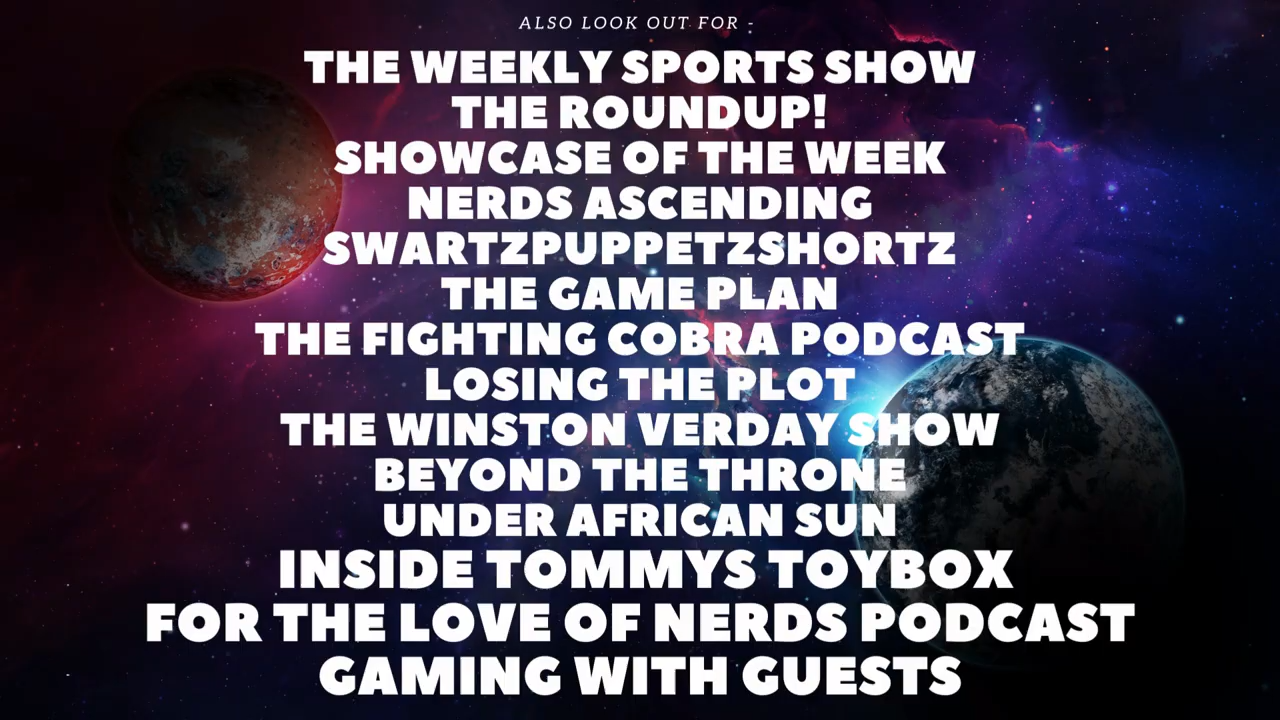 ALSO LOOK OUT FOR -
THE WEEKLY SPORTS SHOW
THE ROUNDUP!
SHOWCASE OF THE WEEK
NERDS ASCENDING
SWARTZPUPPETZSHORTZ
THE GAME PLAN
THE FIGHTING COBRA PODCAST
LOSING THE PLOT
THE WINSTON VERDAY SHOW
BEYOND THE THRONE
UNDER AFRICAN SUN
INSIDE TOMMYS TOYBOX
FOR THE LOVE OF NERDS PODCAST
GAMING WITH GUESTS